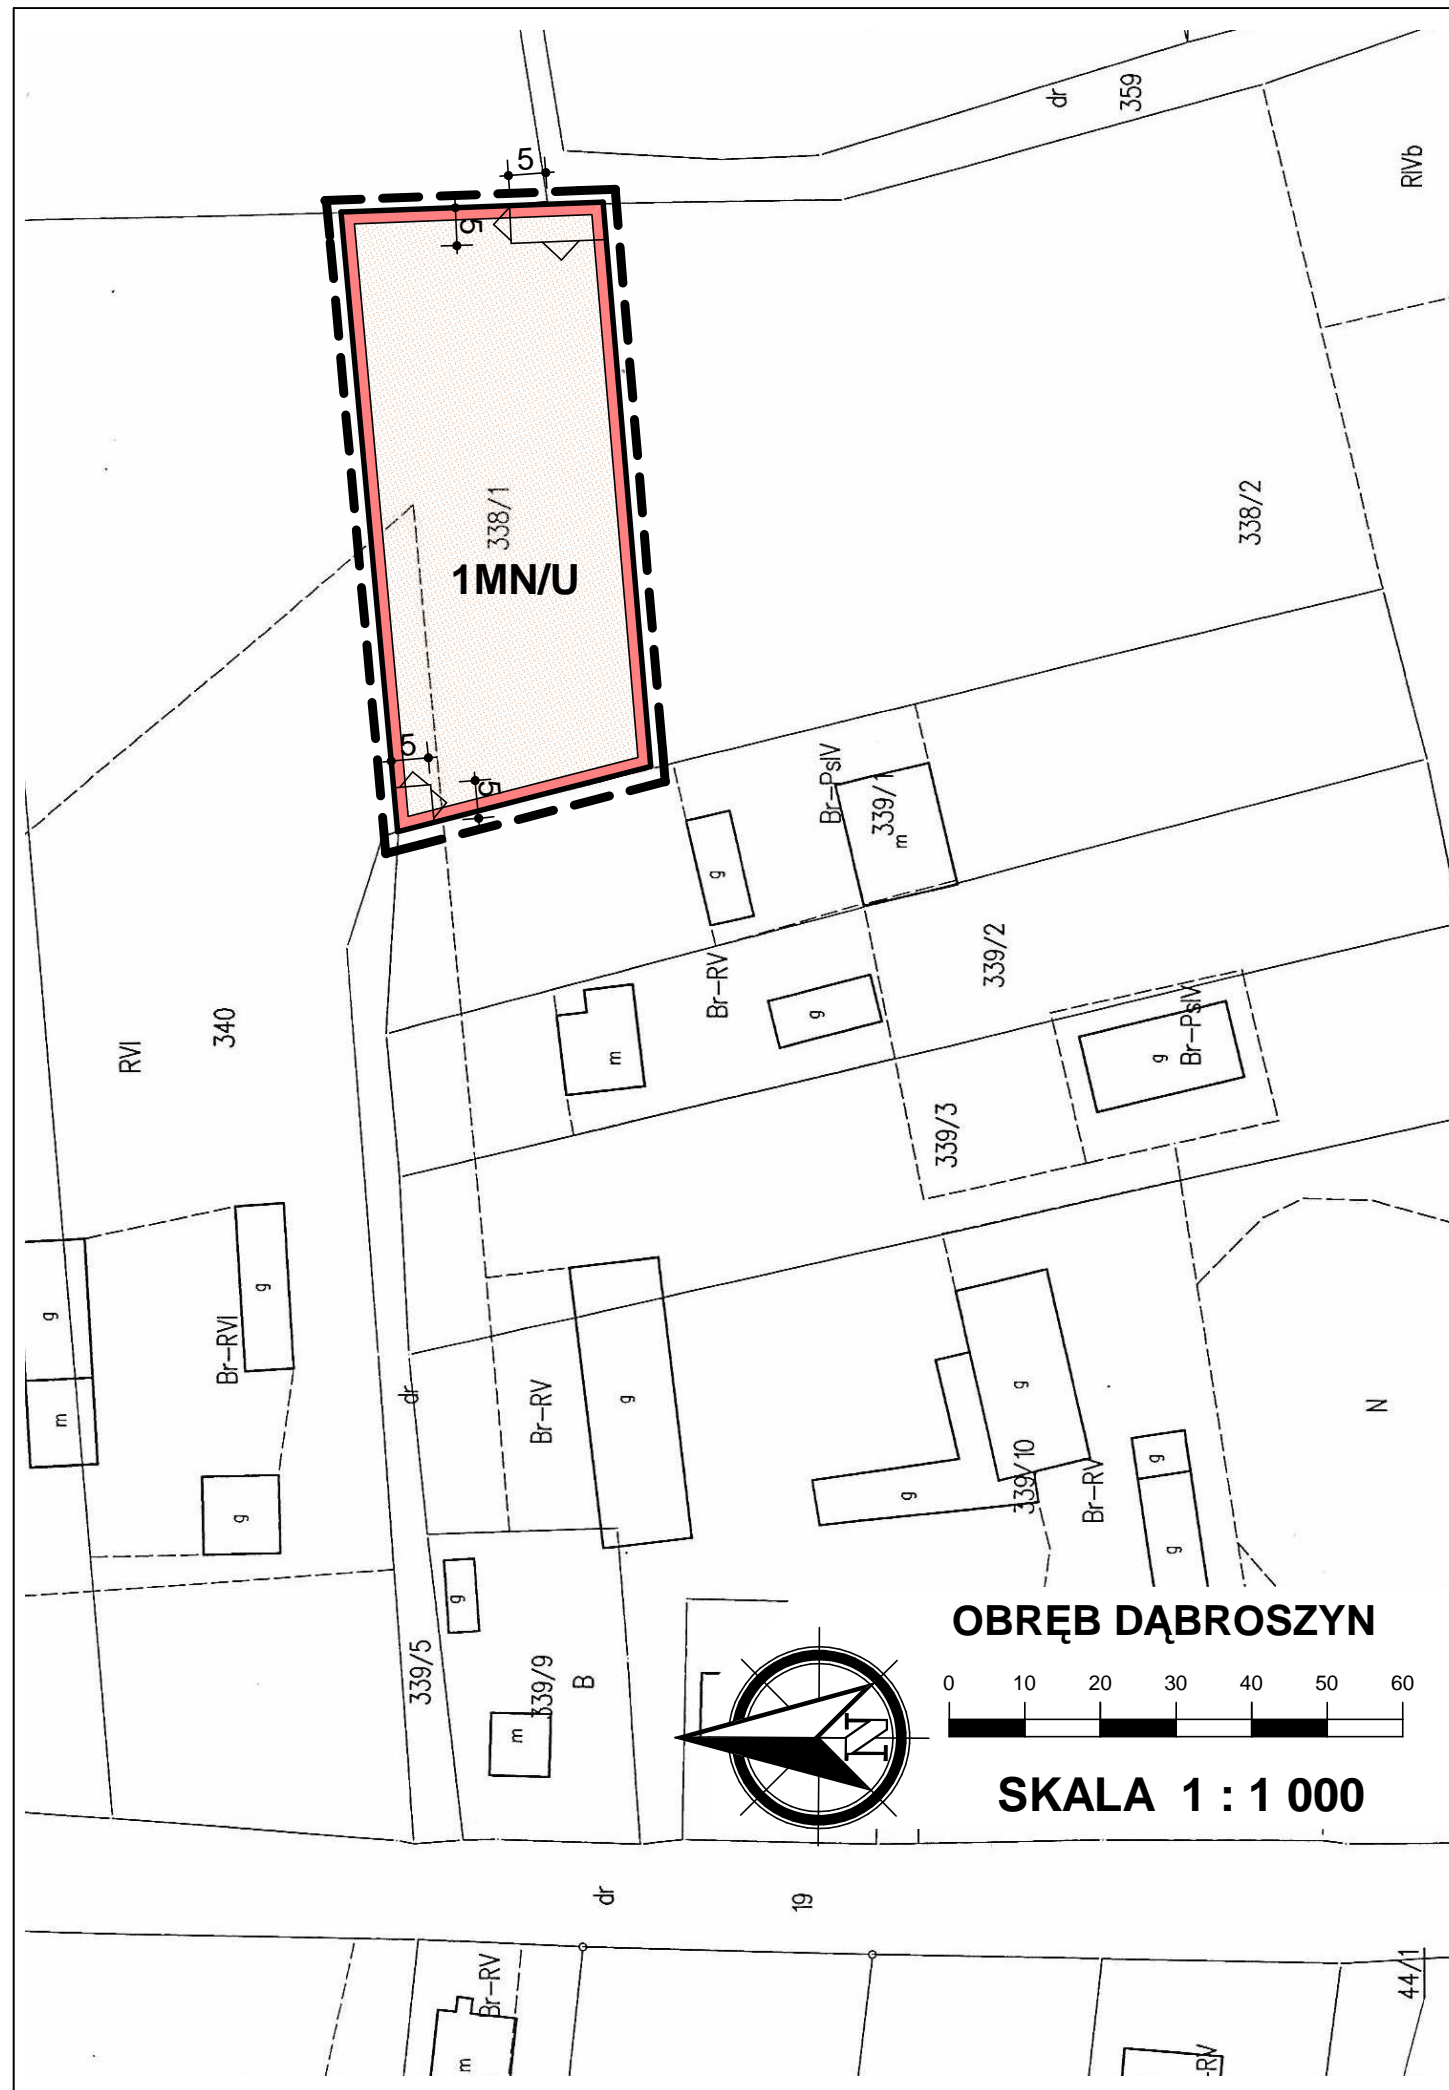 dr
359
RIVb
5
5
338/1
1MN/U
338/2
5
5
Br-PsIV
339/1
m
g
339/2
Br-RV
g
m
340
RVI
Br-PsIV
g
339/3
g
g
Br-RVI
m
g
dr
Br-RV
g
g
339/10
Br-RV
g
g
g
N
g
339/5
339/9
B
m
OBRĘB DĄBROSZYN
0 10 20 30 40 50 60
N
SKALA 1 : 1 000
dr
19
Br-RV
m
44/1
-RV